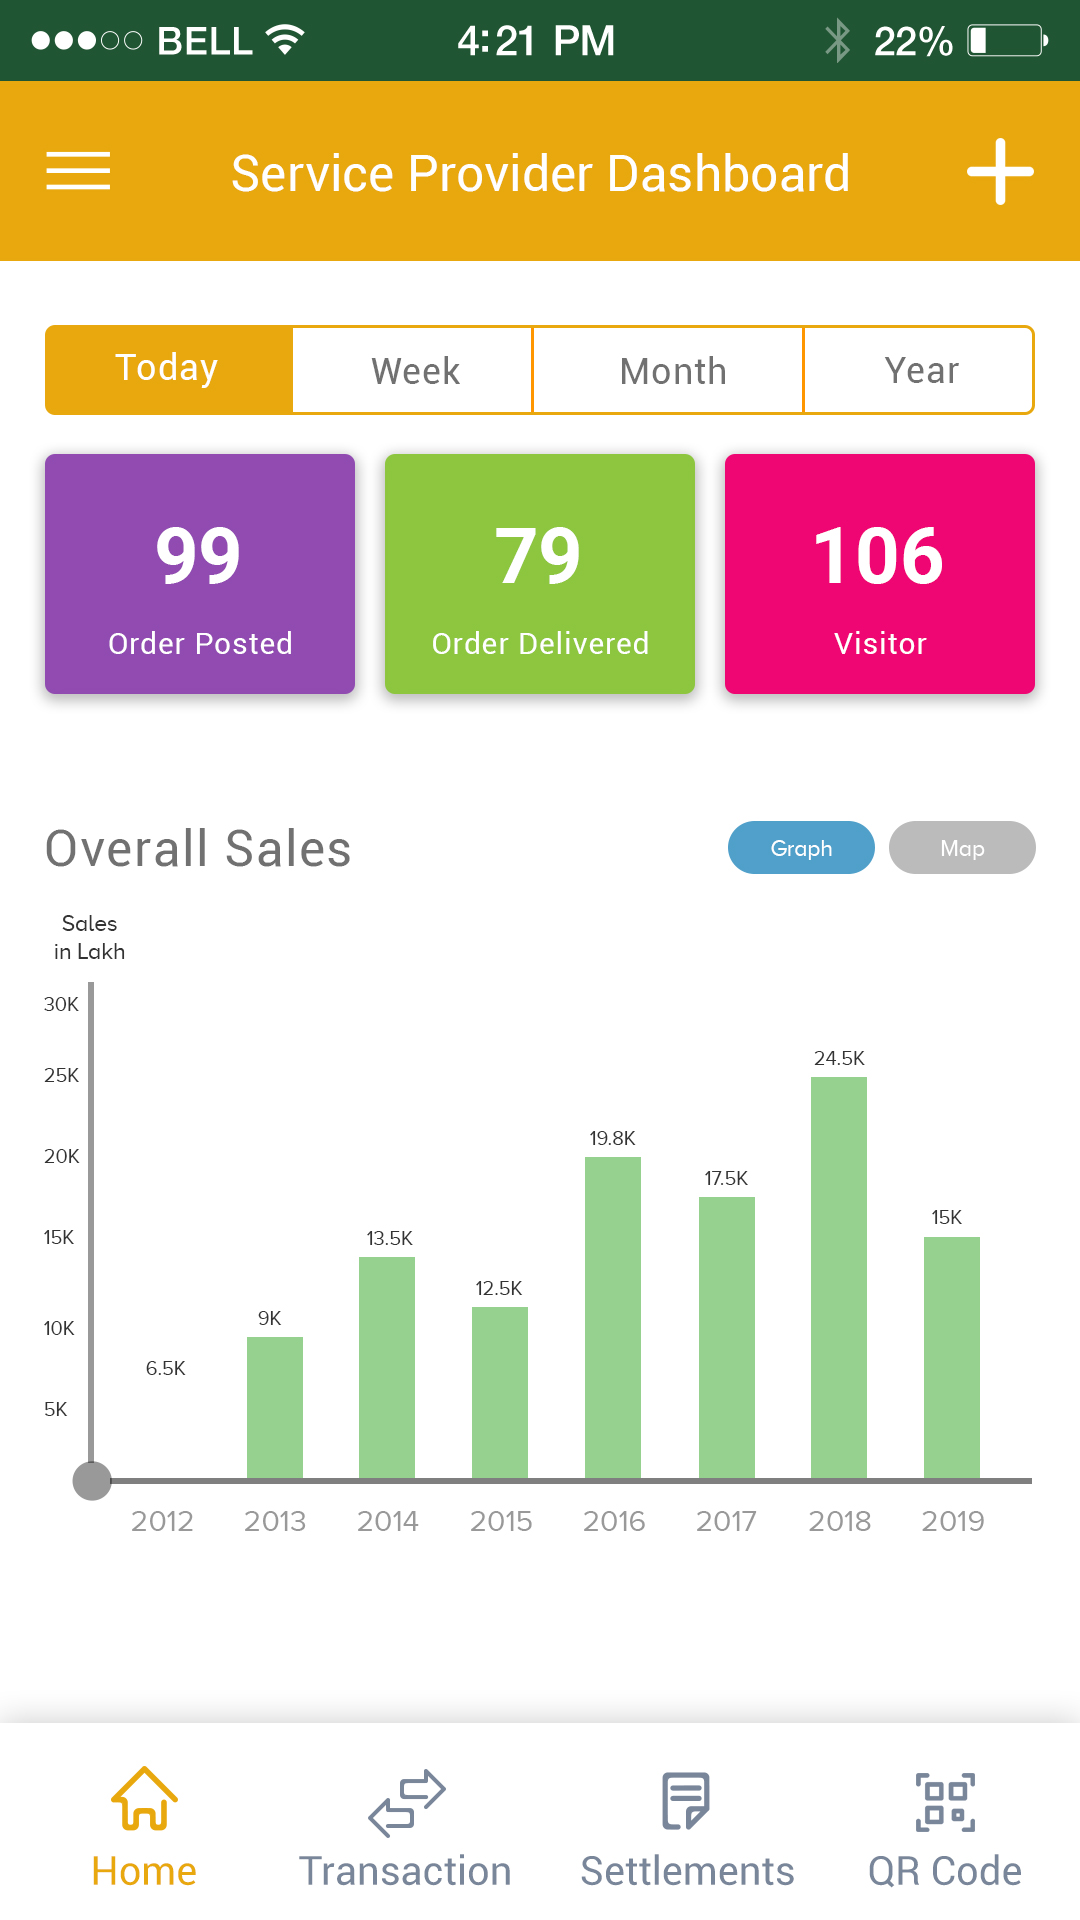 BELL 4:21 PM 22%
Service Provider Dashboard
Today Week Month Year
99 79 106
Order Posted Order Delivered Visitor
Overall Sales Graph Map
Sales
in Lakh
30K
24.5K
25K
19.8K
20K
17.5K
15K
15K
13.5K
12.5K
10K
9K
6.5K
5K
2012 2013 2014 2015 2016 2017 2018 2019
Home Transaction Settlements QR Code